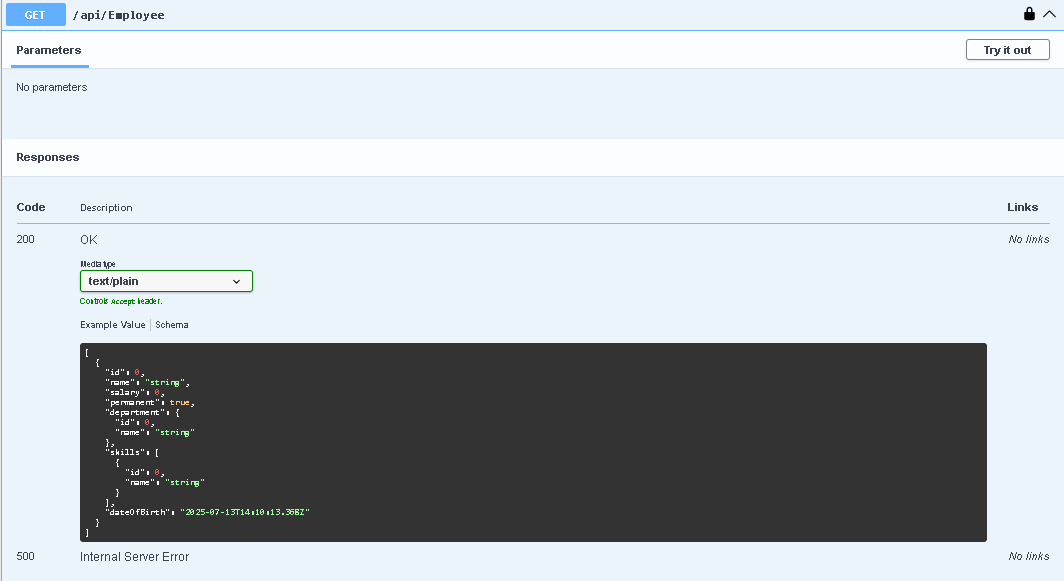 GET /api/Employee
Parameters
Try it out
No parameters
Responses
Code Description Links
200 OK No links
Media type
text/plain
Controls Accept header.
Example Value | Schema
[
  {
    "id": 0,
    "name": "string",
    "salary": 0,
    "permanent": true,
    "department": {
      "id": 0,
      "name": "string"
    },
    "skills": [
      {
        "id": 0,
        "name": "string"
      }
    ],
    "dateOfBirth": "2025-07-13T14:10:13.368Z"
  }
]
500 Internal Server Error No links